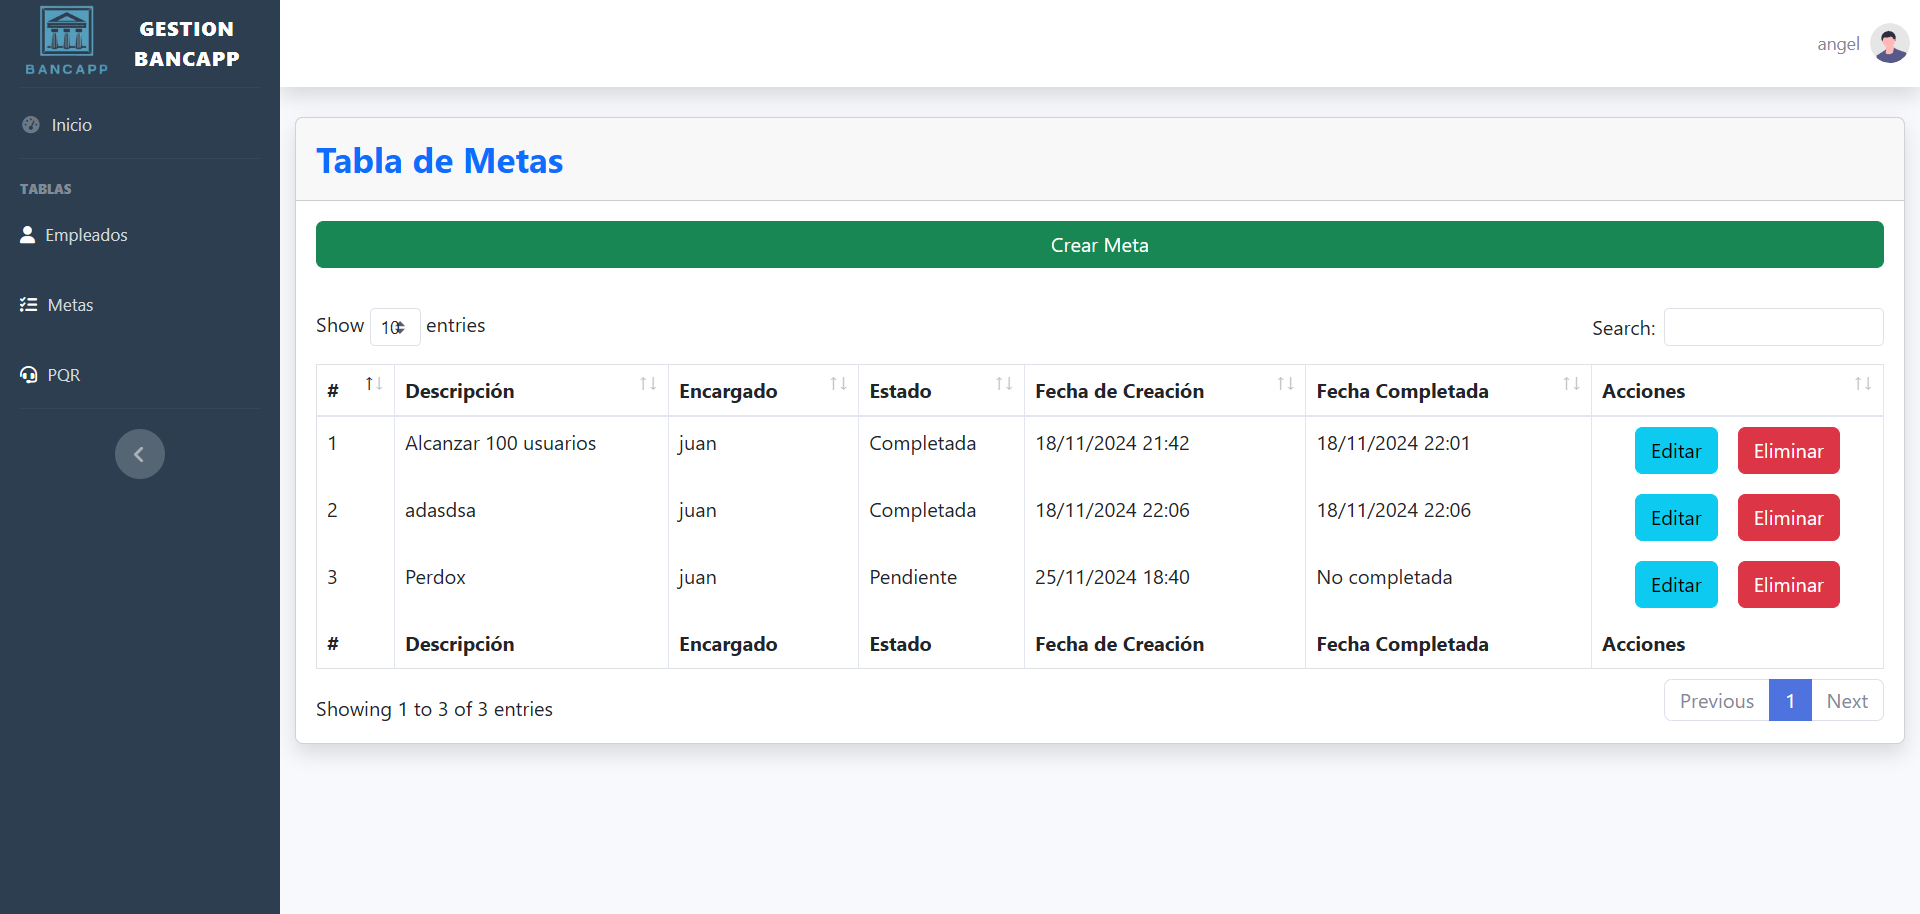 BANCAPP
GESTION
BANCAPP
angel
Inicio
TABLAS
Empleados
Metas
PQR
Tabla de Metas
Crear Meta
Show 10 entries
Search:
# Descripción Encargado Estado Fecha de Creación Fecha Completada Acciones
1 Alcanzar 100 usuarios juan Completada 18/11/2024 21:42 18/11/2024 22:01 Editar Eliminar
2 adasdsa juan Completada 18/11/2024 22:06 18/11/2024 22:06 Editar Eliminar
3 Perdox juan Pendiente 25/11/2024 18:40 No completada Editar Eliminar
# Descripción Encargado Estado Fecha de Creación Fecha Completada Acciones
Showing 1 to 3 of 3 entries
Previous 1 Next